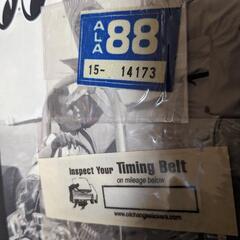 ALA 88
15- 14173
Inspect Your Timing Belt
on mileage below
www.oilchangestickers.com